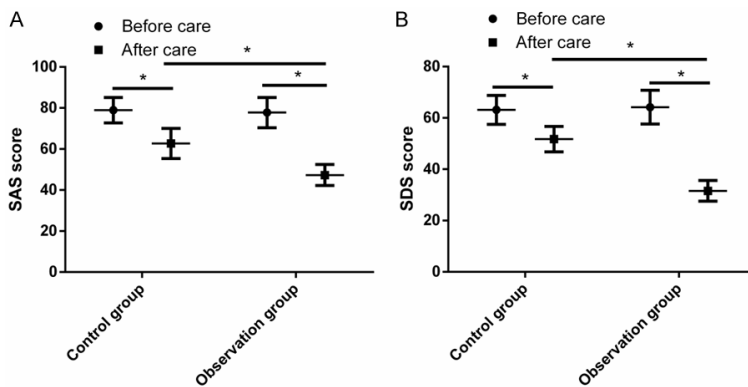 A
Before care
After care
*
*
*
100
80
60
40
20
0
SAS score
Control group
Observation group
B
Before care
After care
*
*
*
80
60
40
20
0
SDS score
Control group
Observation group